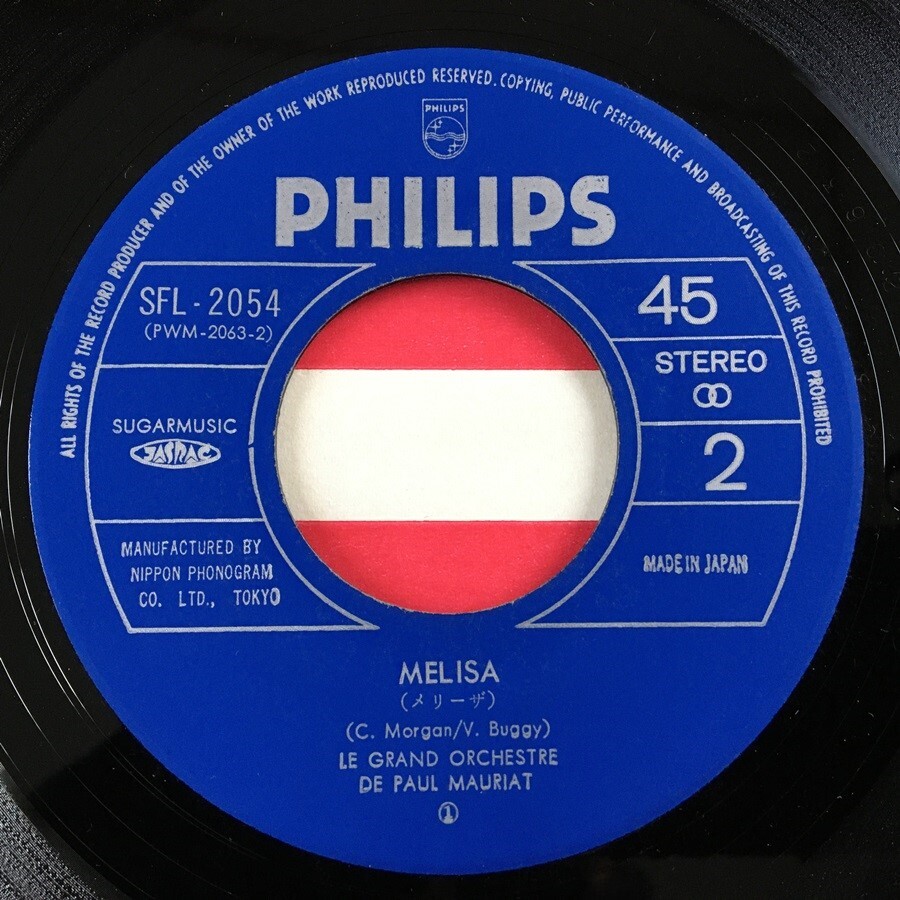 ALL RIGHTS OF THE RECORD PRODUCER AND OF THE OWNER OF THE WORK REPRODUCED RESERVED. COPYING, PUBLIC PERFORMANCE AND BROADCASTING OF THIS RECORD PROHIBITED
PHILIPS
PHILIPS
SFL-2054
(PWM-2063-2)
SUGARMUSIC
JASRAC
MANUFACTURED BY
NIPPON PHONOGRAM
CO. LTD., TOKYO
45
STEREO
2
MADE IN JAPAN
MELISA
(メリーザ)
(C. Morgan/V. Buggy)
LE GRAND ORCHESTRE
DE PAUL MAURIAT
①